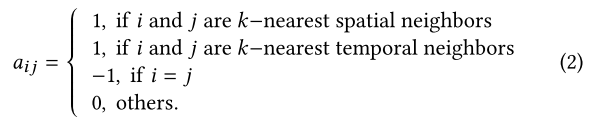 1, if i and j are k−nearest spatial neighbors
1, if i and j are k−nearest temporal neighbors
a_{ij} = { (2)
−1, if i = j
0, others.